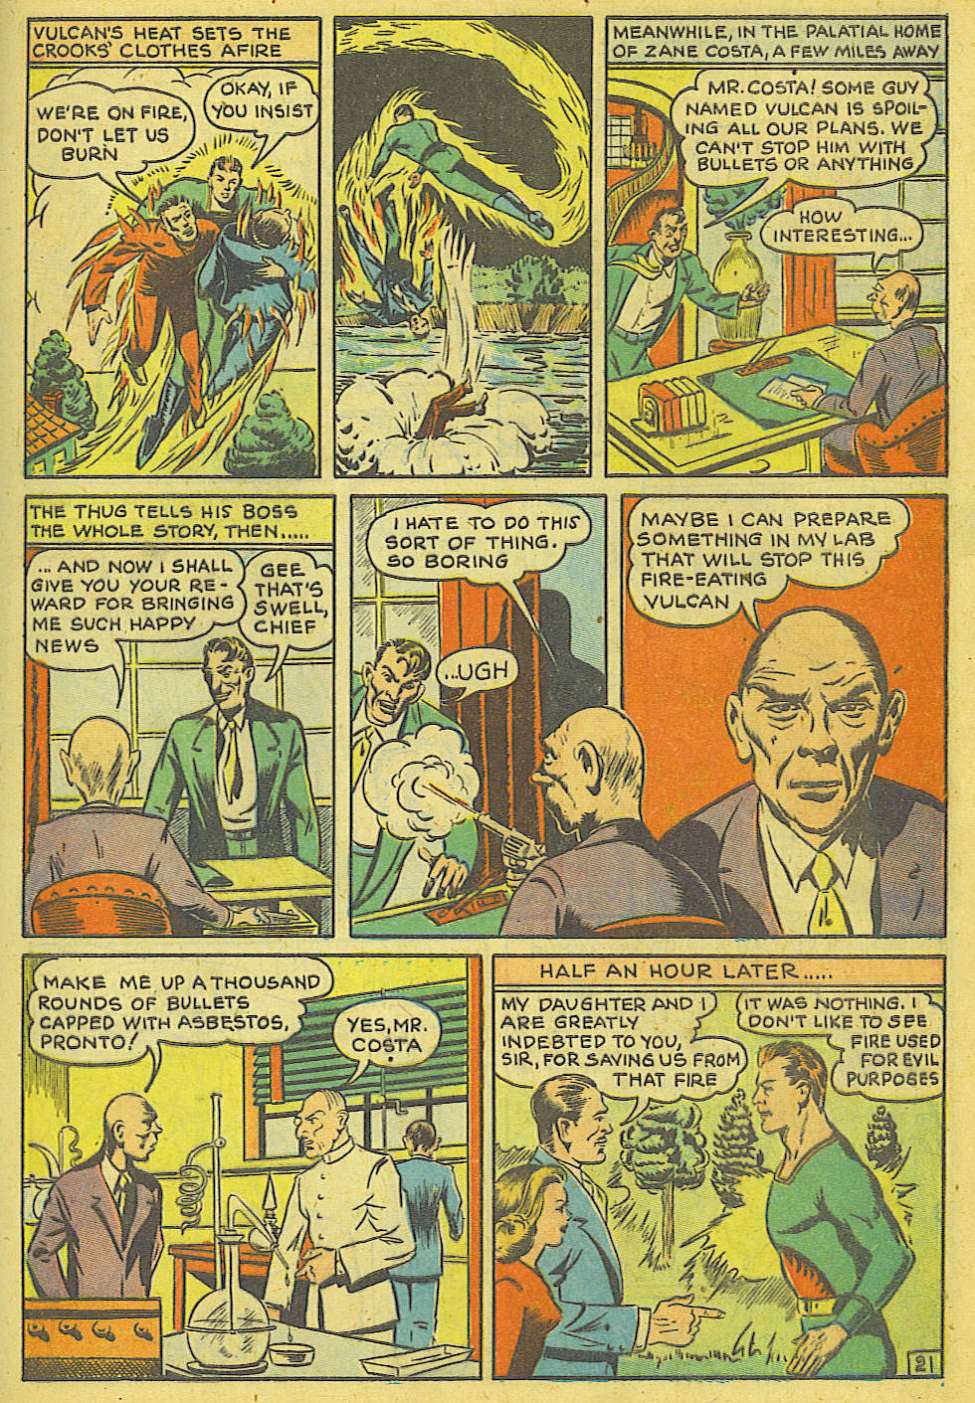 VULCAN'S HEAT SETS THE
CROOKS' CLOTHES AFIRE
WE'RE ON FIRE,
DON'T LET US
BURN
OKAY, IF
YOU INSIST
MEANWHILE, IN THE PALATIAL HOME
OF ZANE COSTA, A FEW MILES AWAY
MR. COSTA! SOME GUY
NAMED VULCAN IS SPOIL-
ING ALL OUR PLANS. WE
CAN'T STOP HIM WITH
BULLETS OR ANYTHING
HOW
INTERESTING...
THE THUG TELLS HIS BOSS
THE WHOLE STORY, THEN.....
... AND NOW I SHALL
GIVE YOU YOUR RE-
WARD FOR BRINGING
ME SUCH HAPPY
NEWS
GEE
THAT'S
SWELL,
CHIEF
I HATE TO DO THIS
SORT OF THING.
SO BORING
...UGH
MAYBE I CAN PREPARE
SOMETHING IN MY LAB
THAT WILL STOP THIS
FIRE-EATING
VULCAN
MAKE ME UP A THOUSAND
ROUNDS OF BULLETS
CAPPED WITH ASBESTOS,
PRONTO!
YES, MR.
COSTA
HALF AN HOUR LATER.....
MY DAUGHTER AND I
ARE GREATLY
INDEBTED TO YOU,
SIR, FOR SAVING US FROM
THAT FIRE
IT WAS NOTHING. I
DON'T LIKE TO SEE
FIRE USED
FOR EVIL
PURPOSES
21